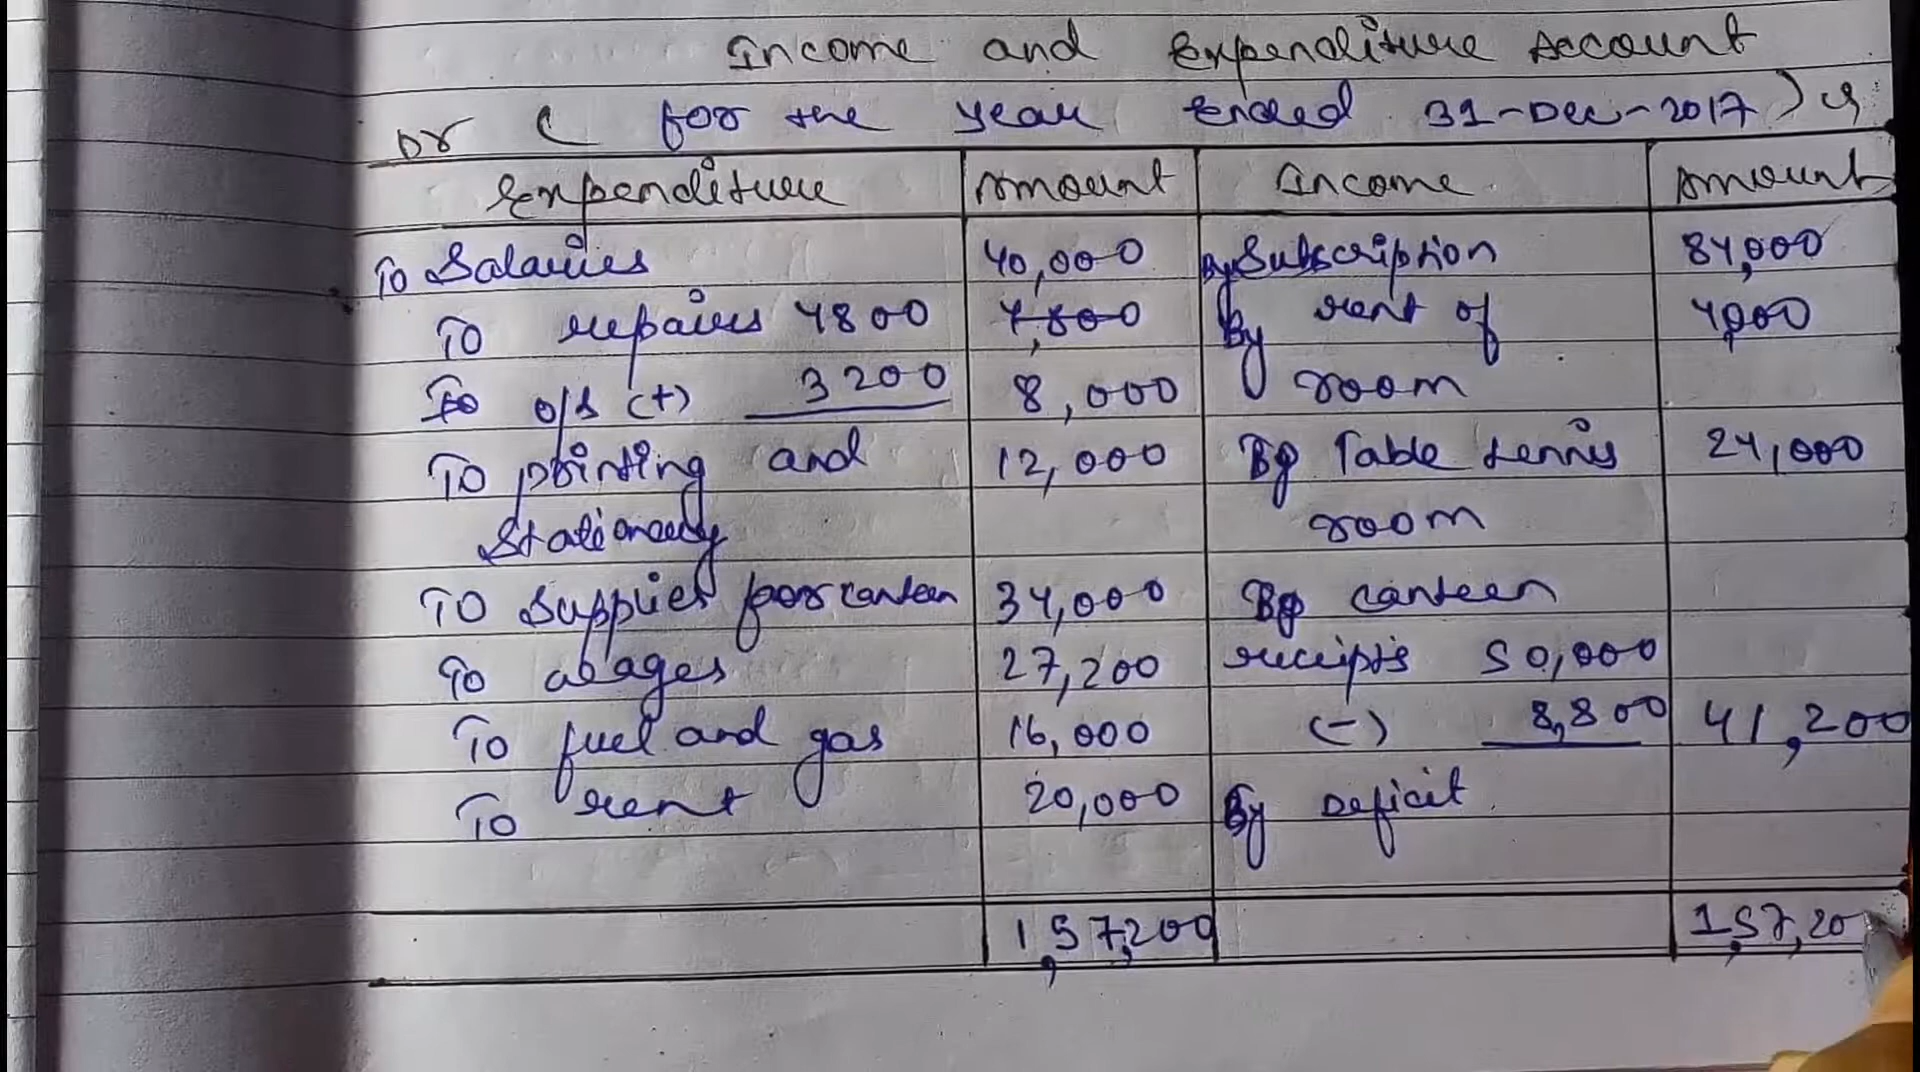 Income and Expenditure Account
Dr ( for the year ended 31-Dec-2017) Cr
Expenditure Amount Income Amount
To Salaries 40,000 By Subscription 84,000
To repairs 4800 4,800 By rent of 4,000
To o/s (+) 3200 8,000 room
To printing and 12,000 By Table tennis 24,000
Stationery room
To Supplies for canteen 34,000 By canteen
To wages 27,200 receipts 50,000
To fuel and gas 16,000 (-) 8,800 41,200
To rent 20,000 By Deficit
1,57,200 1,57,20